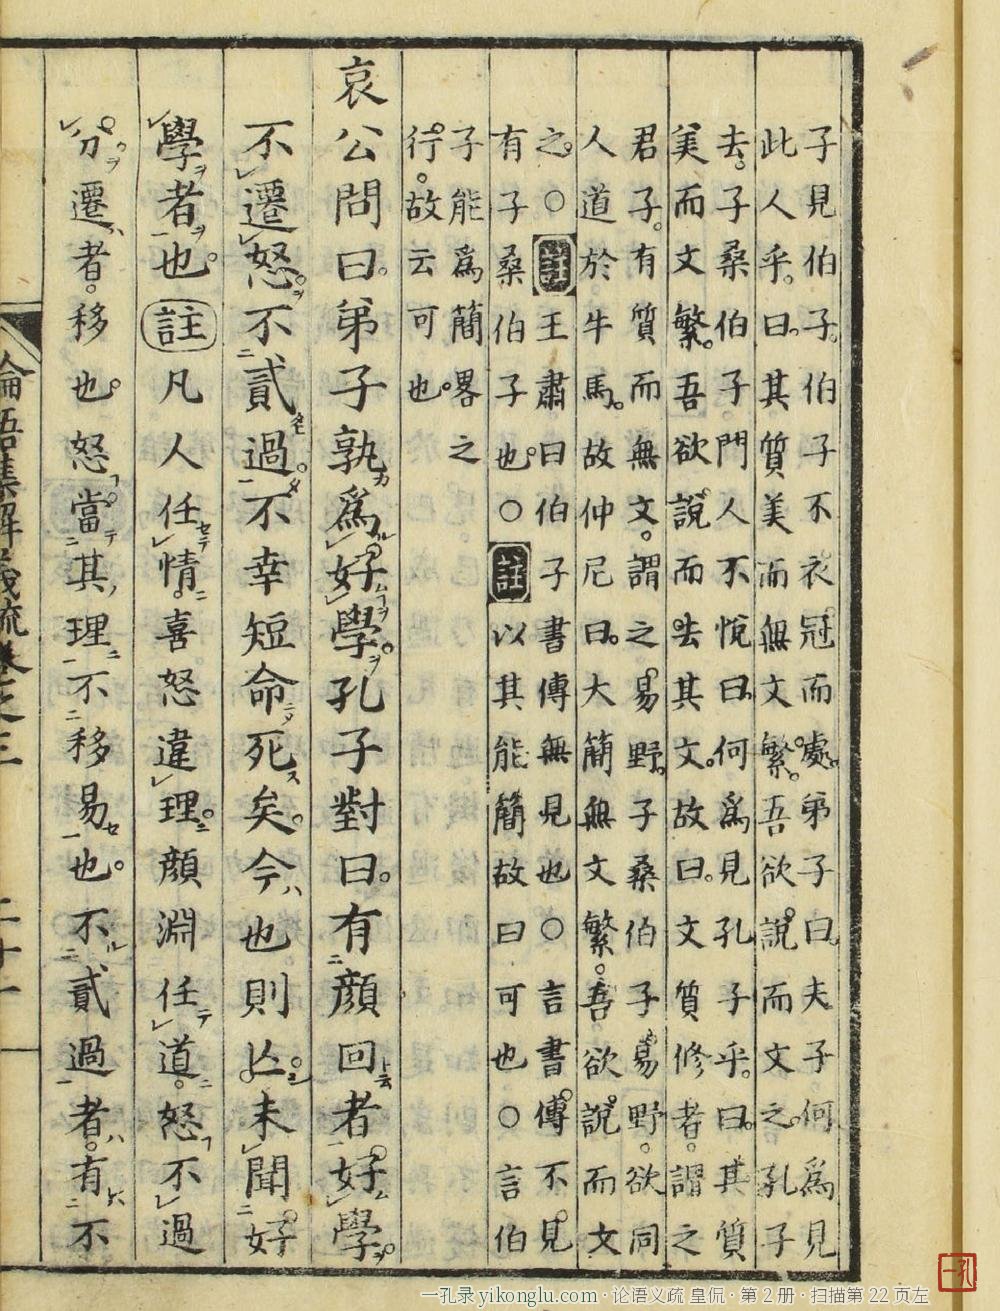 子見伯子伯子不衣冠而處弟子曰夫子何爲見
此人乎曰其質美而無文繁吾欲說而文之孔子
去子桑伯子門人不悅曰何爲見孔子乎曰其質
美而文繁吾欲說而去其文故曰文質修者謂之
君子有質而無文謂之易野子桑伯子易野欲同
人道於牛馬故仲尼曰大簡無文繁吾欲說而文
之○註王肅曰伯子書傳無見也○言書傳不見
有子桑伯子也○註以其能簡故曰可也○言伯
子能爲簡畧之
行故云可也
哀公問曰弟子孰爲好學孔子對曰有顔回者好學
不遷怒不貳過不幸短命死矣今也則亾未聞好
學者也註凡人任情喜怒違理顔淵任道怒不過
分遷者移也怒當其理不移易也不貳過者有不
論語集解義疏卷之三 二十一
一孔录 yikonglu.com · 论语义疏 皇侃 · 第 2 册 · 扫描第 22 页左
一孔